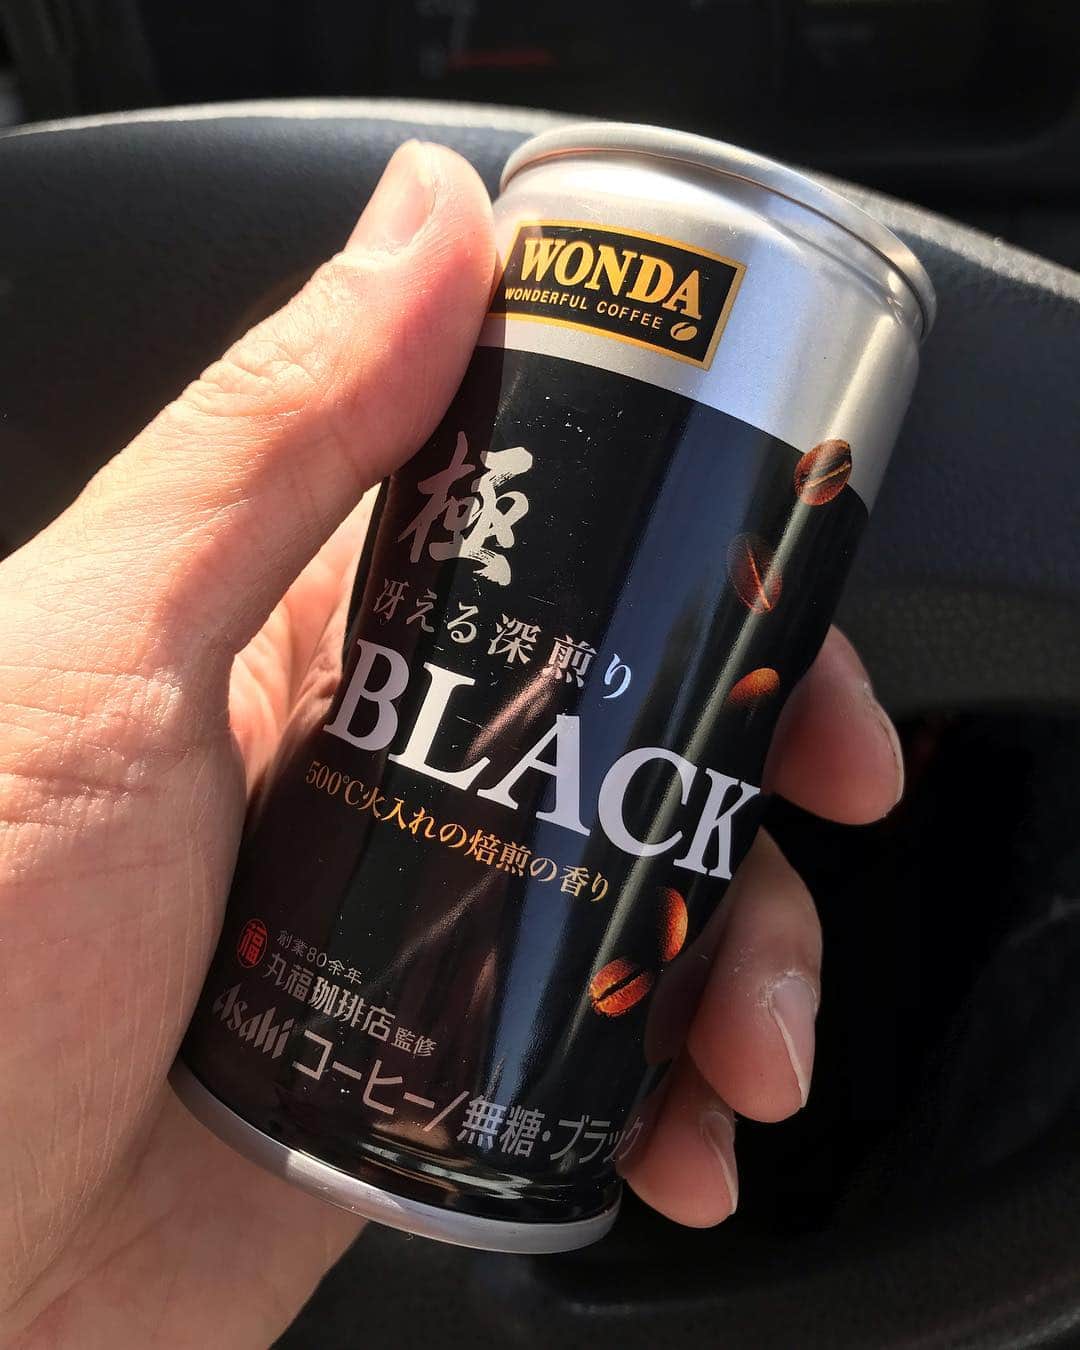 WONDA
WONDERFUL COFFEE
極
冴える深煎り
BLACK
500℃火入れの焙煎の香り
福
創業80余年
丸福珈琲店監修
Asahi コーヒー/無糖・ブラック